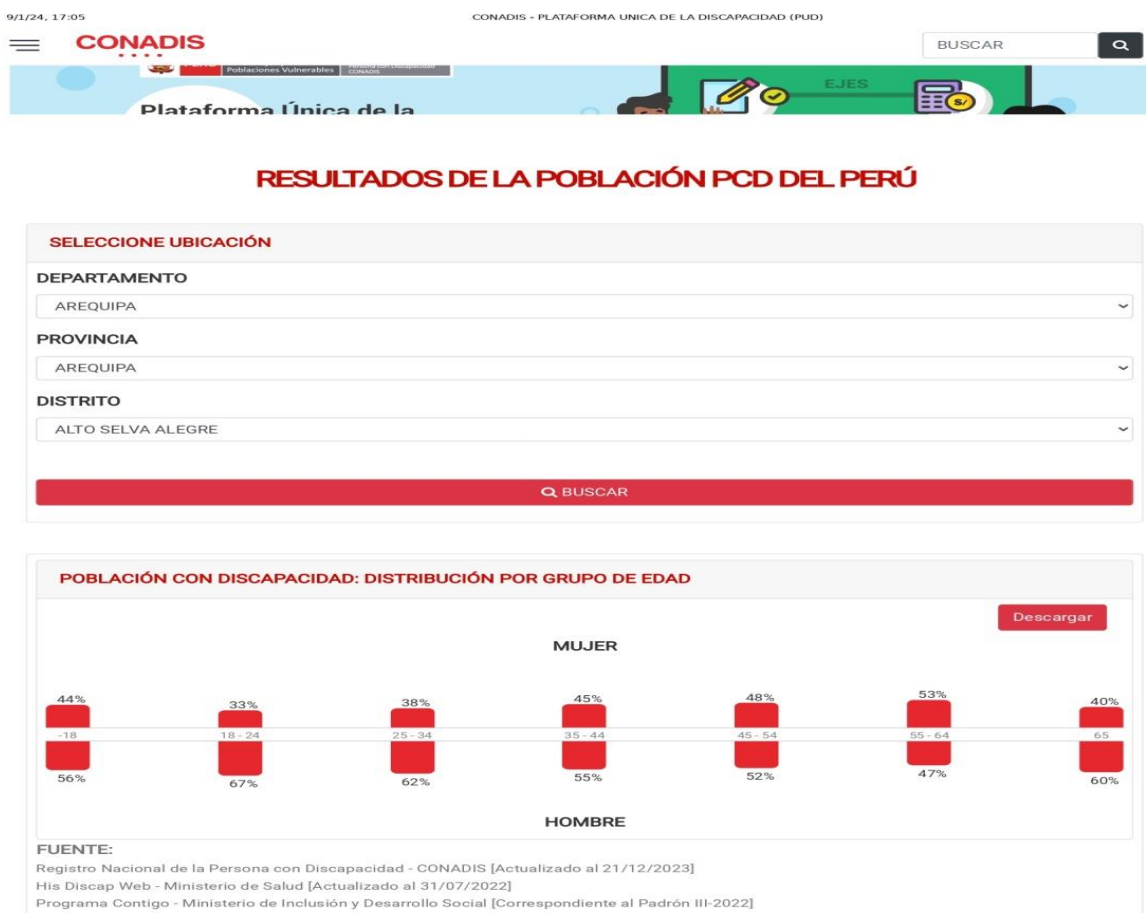 9/1/24, 17:05 CONADIS - PLATAFORMA UNICA DE LA DISCAPACIDAD (PUD)
CONADIS
BUSCAR
Poblaciones Vulnerables
CONADIS
EJES
S/
Plataforma Única de la
RESULTADOS DE LA POBLACIÓN PCD DEL PERÚ
SELECCIONE UBICACIÓN
DEPARTAMENTO
AREQUIPA
PROVINCIA
AREQUIPA
DISTRITO
ALTO SELVA ALEGRE
BUSCAR
POBLACIÓN CON DISCAPACIDAD: DISTRIBUCIÓN POR GRUPO DE EDAD
Descargar
MUJER
44% 33% 38% 45% 48% 53% 40%
-18 18 - 24 25 - 34 35 - 44 45 - 54 55 - 64 65
56% 67% 62% 55% 52% 47% 60%
HOMBRE
FUENTE:
Registro Nacional de la Persona con Discapacidad - CONADIS [Actualizado al 21/12/2023]
His Discap Web - Ministerio de Salud [Actualizado al 31/07/2022]
Programa Contigo - Ministerio de Inclusión y Desarrollo Social [Correspondiente al Padrón III-2022]